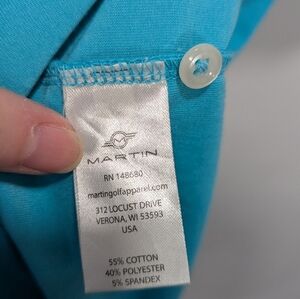 MARTIN
RN 148680
martingolfapparel.com
312 LOCUST DRIVE
VERONA, WI 53593
USA
55% COTTON
40% POLYESTER
5% SPANDEX